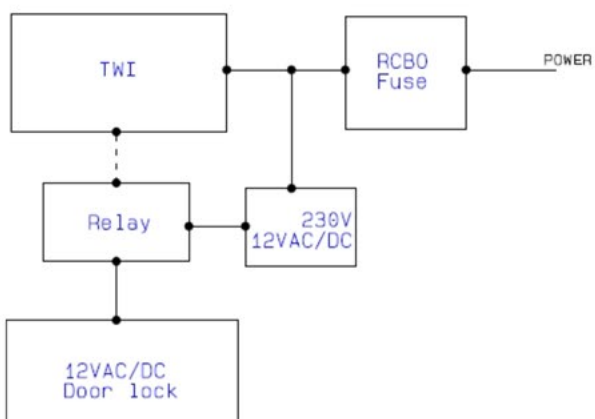 TWI
RCBO
Fuse
POWER
Relay
230V
12VAC/DC
12VAC/DC
Door lock